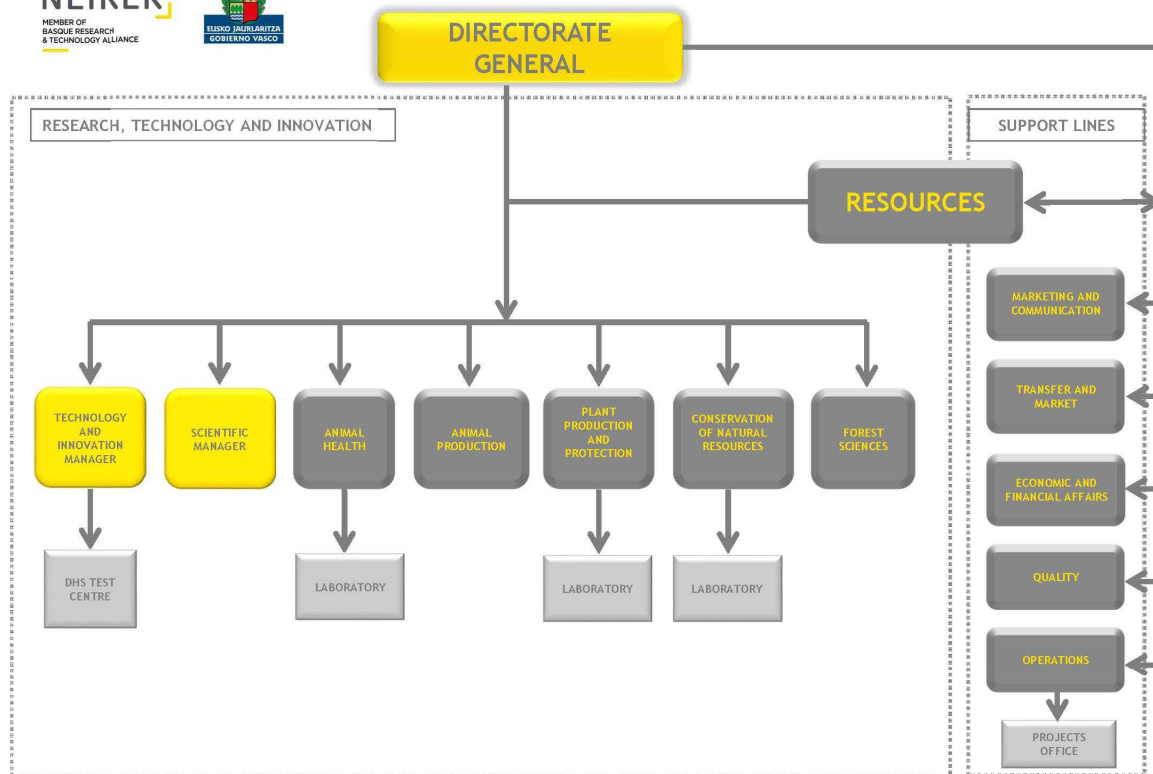 NEIKER
MEMBER OF
BASQUE RESEARCH
& TECHNOLOGY ALLIANCE
EUSKO JAURLARITZA
GOBIERNO VASCO
DIRECTORATE
GENERAL
RESEARCH, TECHNOLOGY AND INNOVATION
SUPPORT LINES
RESOURCES
MARKETING AND
COMMUNICATION
TRANSFER AND
MARKET
ECONOMIC AND
FINANCIAL AFFAIRS
QUALITY
OPERATIONS
PROJECTS
OFFICE
TECHNOLOGY
AND
INNOVATION
MANAGER
SCIENTIFIC
MANAGER
ANIMAL
HEALTH
ANIMAL
PRODUCTION
PLANT
PRODUCTION
AND
PROTECTION
CONSERVATION
OF NATURAL
RESOURCES
FOREST
SCIENCES
DHS TEST
CENTRE
LABORATORY
LABORATORY
LABORATORY